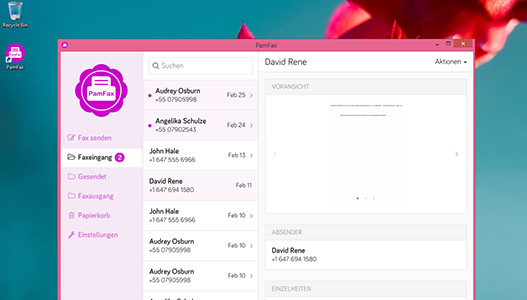 Recycle Bin
PamFax
PamFax
PamFax
PamFax
Fax senden
Faxeingang 2
Gesendet
Faxausgang
Papierkorb
Einstellungen
Suchen
Audrey Osburn
+55 07905998
Feb 25
Angelika Schulze
+55 07902543
Feb 24
John Hale
+1 647 555 6966
Feb 13
David Rene
+1 647 694 1580
Feb 11
John Hale
+1 647 555 6966
Feb 10
Audrey Osburn
+55 07905998
Feb 10
Audrey Osburn
+55 07905998
Feb 10
Audrey Osburn
David Rene
Aktionen
VORANSICHT
ABSENDER
David Rene
+1 647 694 1580
EINZELHEITEN